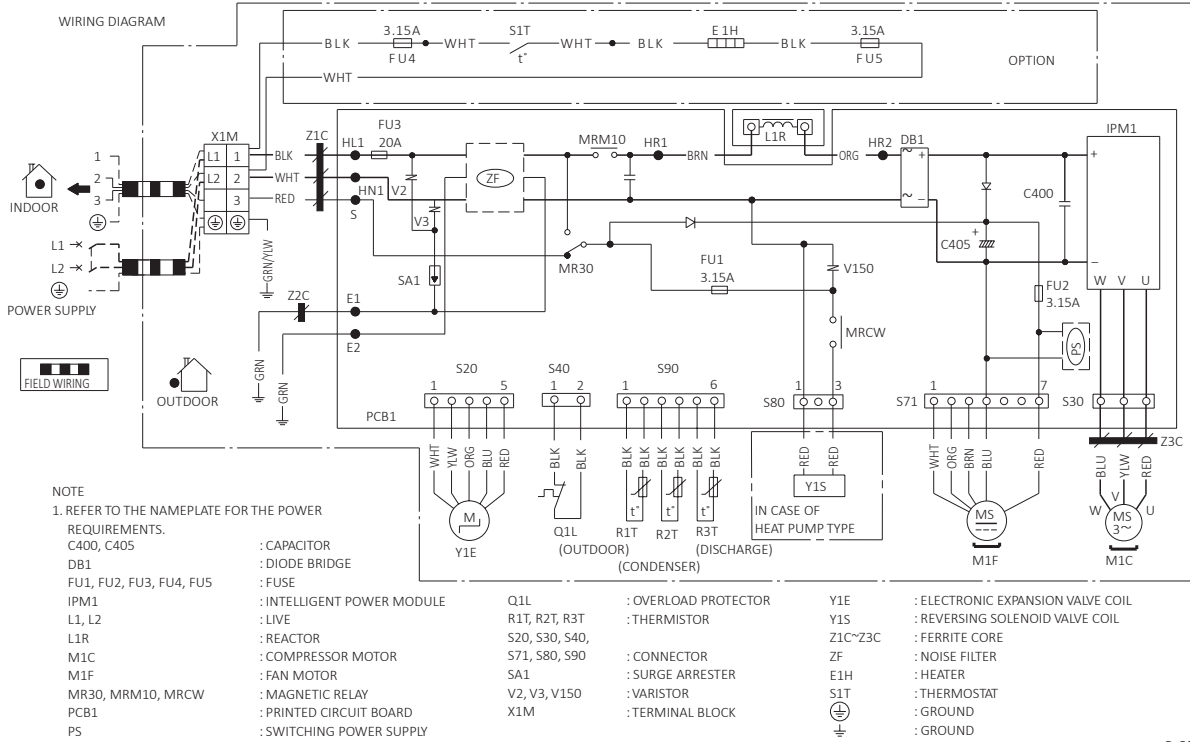 WIRING DIAGRAM
BLK
3.15A
FU4
WHT
S1T
t°
WHT
BLK
E1H
BLK
3.15A
FU5
WHT
OPTION
X1M
L1 1
L2 2
3
1
2
3
INDOOR
L1
L2
POWER SUPPLY
FIELD WIRING
OUTDOOR
BLK
WHT
RED
GRN/YLW
Z1C
HL1
FU3
20A
HN1
S
V2
V3
SA1
Z2C
E1
E2
GRN
GRN
ZF
MRM10
HR1
BRN
L1R
ORG
HR2
DB1
+
~
~
−
MR30
FU1
3.15A
V150
MRCW
C405
+
C400
IPM1
+
−
W V U
FU2
3.15A
PS
PCB1
S20
1 5
S40
1 2
S90
1 6
S80
1 3
S71
1 7
S30
Z3C
WHT
YLW
ORG
BLU
RED
M
Y1E
BLK
BLK
Q1L
BLK
BLK
BLK
BLK
BLK
BLK
t°
t°
t°
R1T
R2T
R3T
(OUTDOOR)
(DISCHARGE)
(CONDENSER)
RED
RED
Y1S
IN CASE OF
HEAT PUMP TYPE
WHT
ORG
BRN
BLU
RED
MS
M1F
BLU
YLW
RED
W
V
U
MS
3~
M1C
NOTE
1. REFER TO THE NAMEPLATE FOR THE POWER
REQUIREMENTS.
C400, C405 : CAPACITOR
DB1 : DIODE BRIDGE
FU1, FU2, FU3, FU4, FU5 : FUSE
IPM1 : INTELLIGENT POWER MODULE
L1, L2 : LIVE
L1R : REACTOR
M1C : COMPRESSOR MOTOR
M1F : FAN MOTOR
MR30, MRM10, MRCW : MAGNETIC RELAY
PCB1 : PRINTED CIRCUIT BOARD
PS : SWITCHING POWER SUPPLY
Q1L : OVERLOAD PROTECTOR
R1T, R2T, R3T : THERMISTOR
S20, S30, S40,
S71, S80, S90 : CONNECTOR
SA1 : SURGE ARRESTER
V2, V3, V150 : VARISTOR
X1M : TERMINAL BLOCK
Y1E : ELECTRONIC EXPANSION VALVE COIL
Y1S : REVERSING SOLENOID VALVE COIL
Z1C~Z3C : FERRITE CORE
ZF : NOISE FILTER
E1H : HEATER
S1T : THERMOSTAT
: GROUND
: GROUND